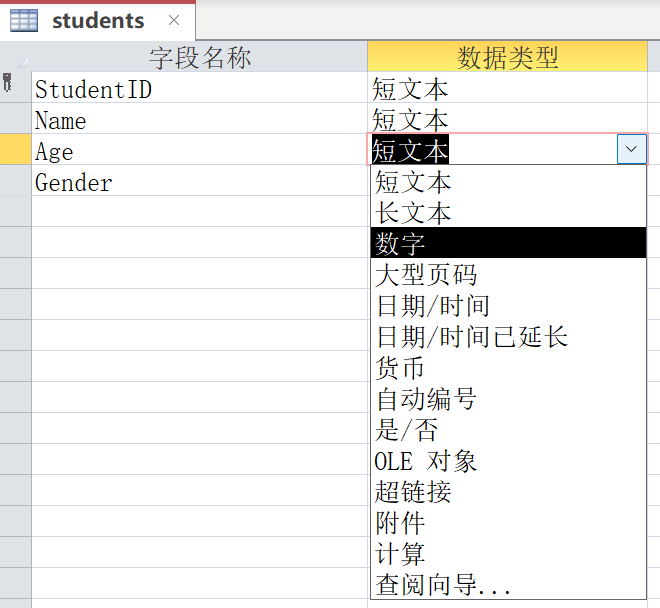 students
字段名称 数据类型
StudentID 短文本
Name 短文本
Age 短文本
Gender 短文本
长文本
数字
大型页码
日期/时间
日期/时间已延长
货币
自动编号
是/否
OLE 对象
超链接
附件
计算
查阅向导...